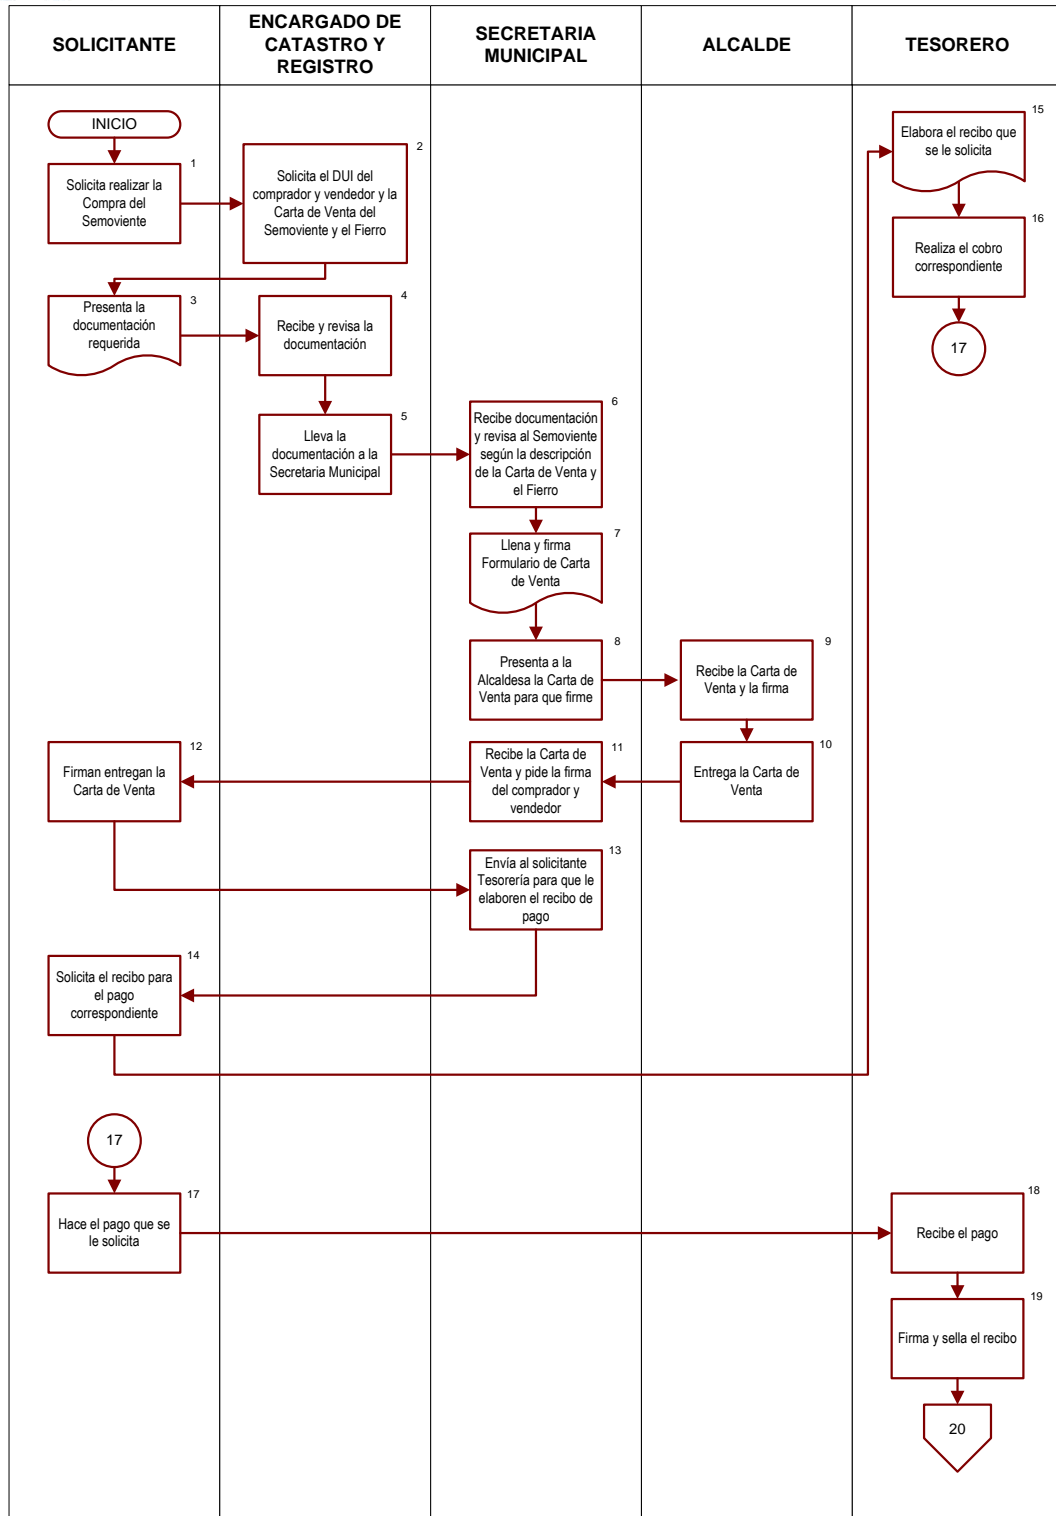 SOLICITANTE
ENCARGADO DE
CATASTRO Y
REGISTRO
SECRETARIA
MUNICIPAL
ALCALDE
TESORERO
INICIO
1
Solicita realizar la
Compra del
Semoviente
2
Solicita el DUI del
comprador y vendedor y la
Carta de Venta del
Semoviente y el Fierro
3
Presenta la
documentación
requerida
4
Recibe y revisa la
documentación
5
Lleva la
documentación a la
Secretaria Municipal
6
Recibe documentación
y revisa al Semoviente
según la descripción
de la Carta de Venta y
el Fierro
7
Llena y firma
Formulario de Carta
de Venta
8
Presenta a la
Alcaldesa la Carta de
Venta para que firme
9
Recibe la Carta de
Venta y la firma
10
Entrega la Carta de
Venta
11
Recibe la Carta de
Venta y pide la firma
del comprador y
vendedor
12
Firman entregan la
Carta de Venta
13
Envía al solicitante
Tesorería para que le
elaboren el recibo de
pago
14
Solicita el recibo para
el pago
correspondiente
15
Elabora el recibo que
se le solicita
16
Realiza el cobro
correspondiente
17
17
17
Hace el pago que se
le solicita
18
Recibe el pago
19
Firma y sella el recibo
20